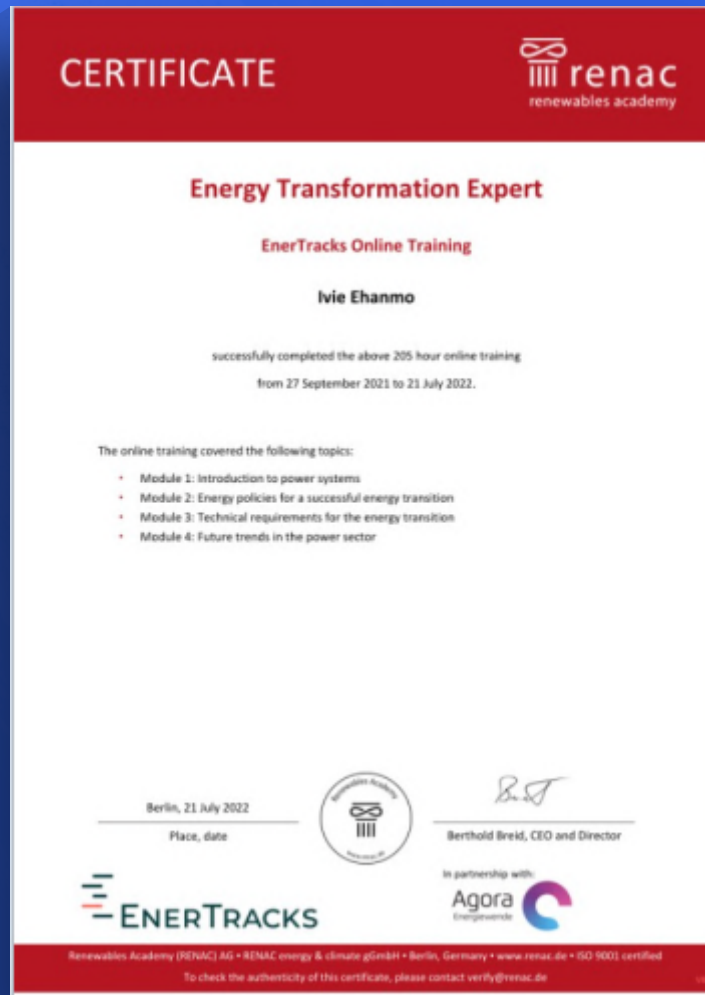 CERTIFICATE
renac
renewables academy
Energy Transformation Expert
EnerTracks Online Training
Ivie Ehanmo
successfully completed the above 205 hour online training
from 27 September 2021 to 21 July 2022.
The online training covered the following topics:
• Module 1: Introduction to power systems
• Module 2: Energy policies for a successful energy transition
• Module 3: Technical requirements for the energy transition
• Module 4: Future trends in the power sector
Berlin, 21 July 2022
Place, date
Renewables Academy
www.renac.de
Berthold Breid, CEO and Director
ENERTRACKS
In partnership with:
Agora
Energiewende
Renewables Academy (RENAC) AG • RENAC energy & climate gGmbH • Berlin, Germany • www.renac.de • ISO 9001 certified
To check the authenticity of this certificate, please contact verify@renac.de